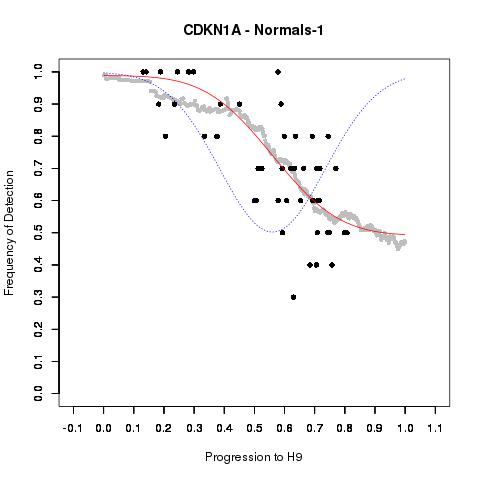 CDKN1A - Normals-1
1.0
0.9
0.8
0.7
0.6
0.5
0.4
0.3
0.2
0.1
0.0
Frequency of Detection
-0.1 0.0 0.1 0.2 0.3 0.4 0.5 0.6 0.7 0.8 0.9 1.0 1.1
Progression to H9